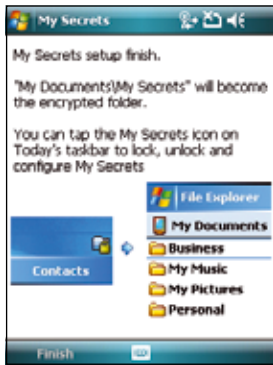 My Secrets
My Secrets setup finish.
"My Documents\My Secrets" will become
the encrypted folder.
You can tap the My Secrets icon on
Today's taskbar to lock, unlock and
configure My Secrets
File Explorer
My Documents
Business
Contacts
My Music
My Pictures
Personal
Finish